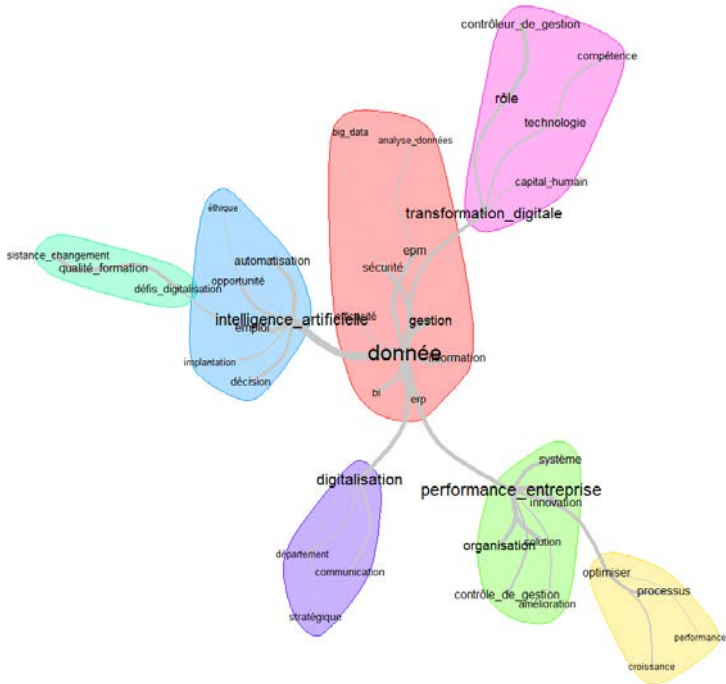 contrôleur_de_gestion
compétence
rôle
technologie
capital_humain
transformation_digitale
big_data
analyse_données
epm
sécurité
gestion
donnée
information
bi
erp
éthique
automatisation
opportunité
intelligence_artificielle
emploi
implantation
décision
sistance_changement
qualité_formation
défis_digitalisation
digitalisation
département
communication
stratégique
système
performance_entreprise
innovation
solution
organisation
contrôle_de_gestion
amélioration
optimiser
processus
performance
croissance